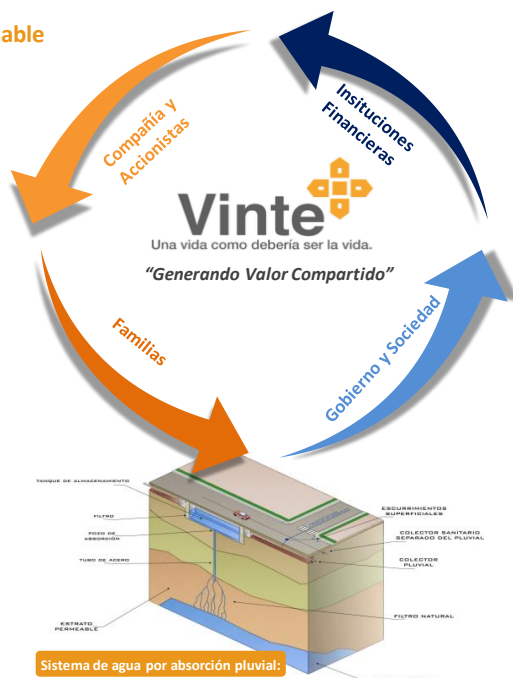 able
Compañía y
Accionistas
Insituciones
Financieras
Vinte
Una vida como debería ser la vida.
“Generando Valor Compartido”
Familias
Gobierno y Sociedad
TANQUE DE ALMACENAMIENTO
FILTRO
POZO DE
ABSORCIÓN
TUBO DE ACERO
ESTRATO
PERMEABLE
ESCURRIMIENTOS
SUPERFICIALES
COLECTOR SANITARIO
SEPARADO DEL PLUVIAL
COLECTOR
PLUVIAL
FILTRO NATURAL
Sistema de agua por absorción pluvial: